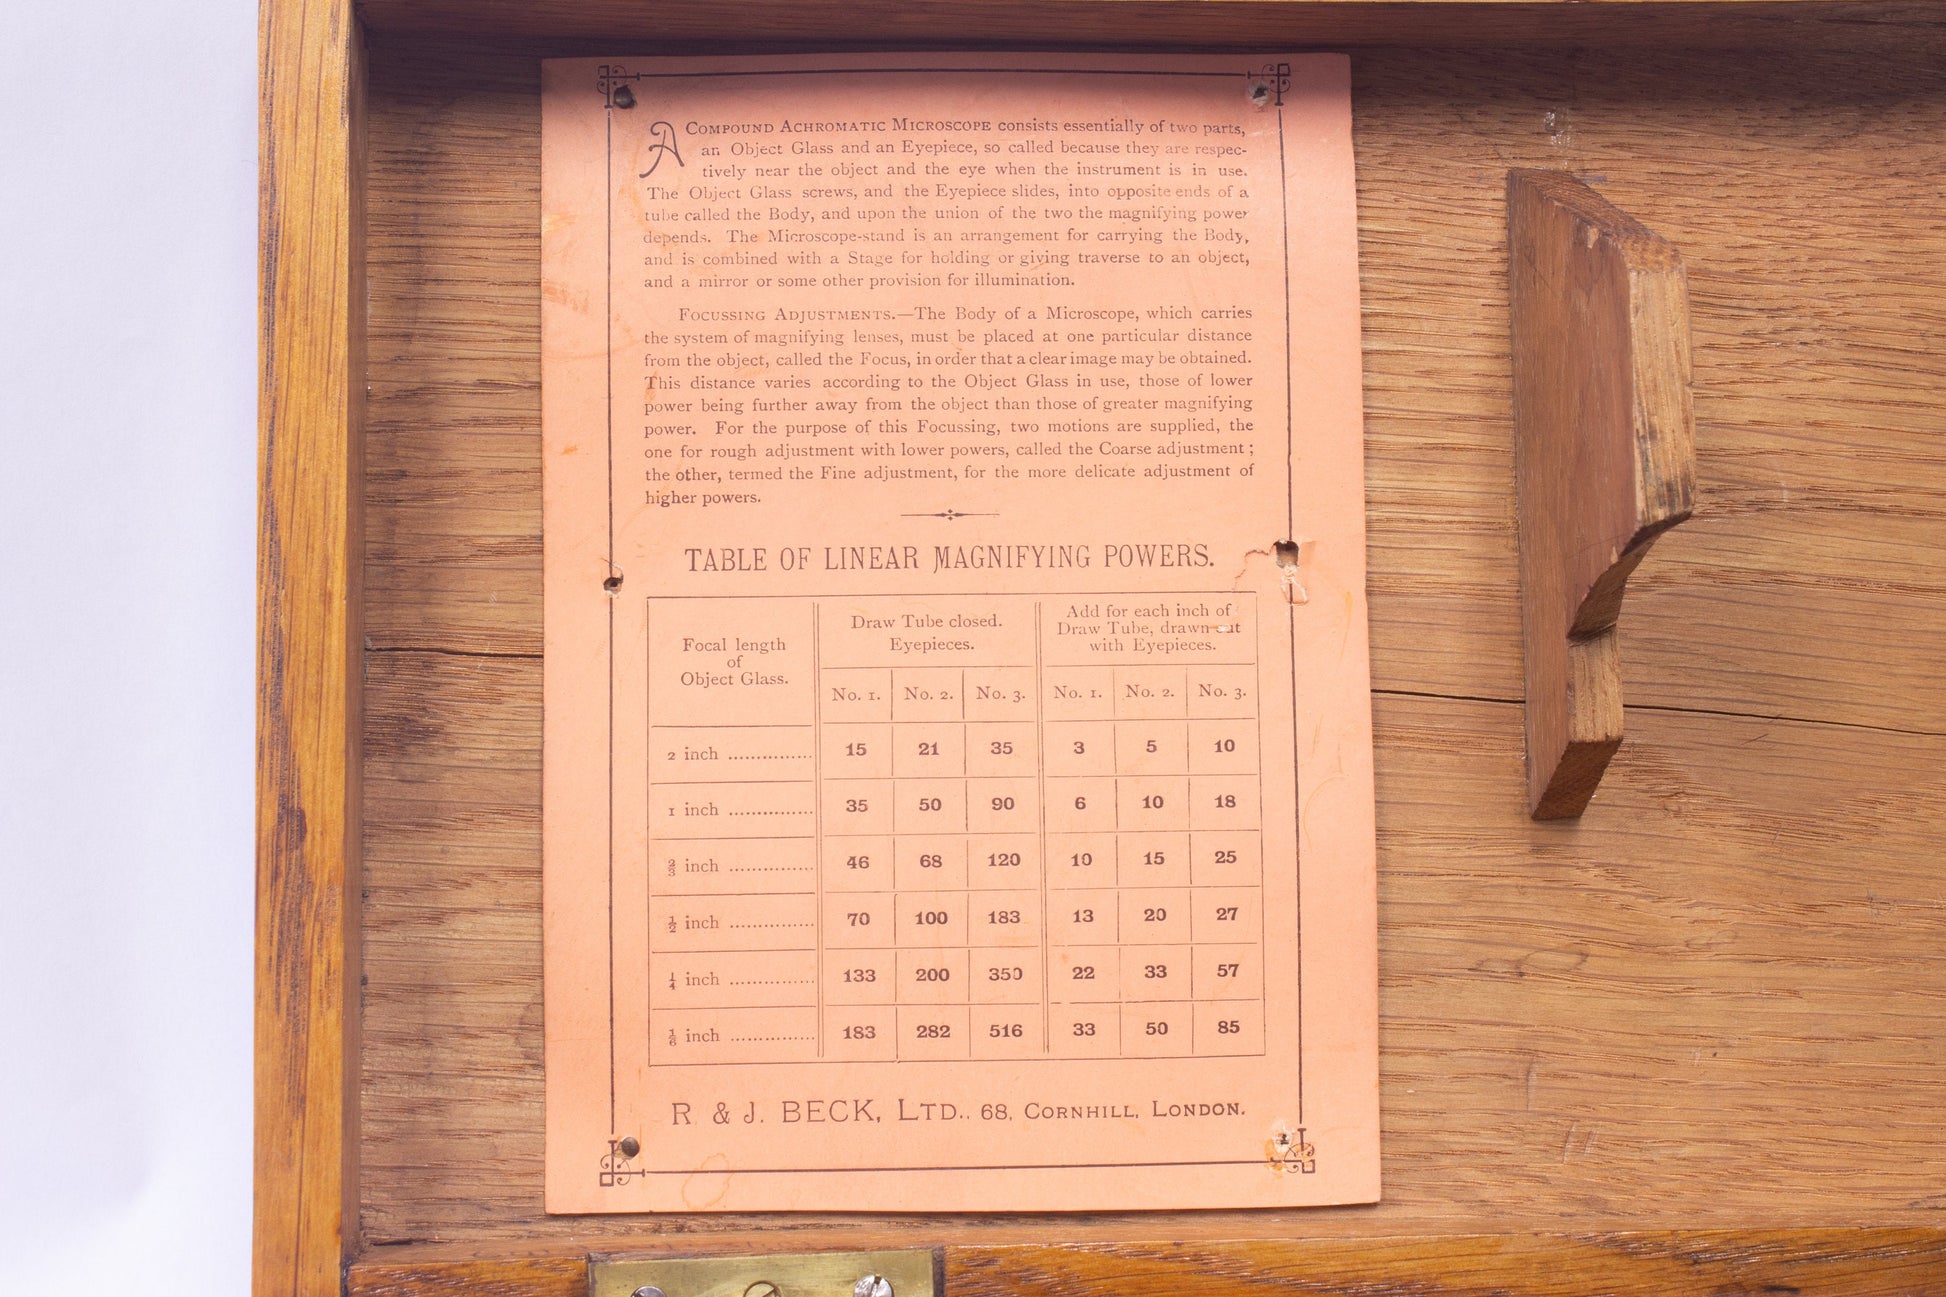 A COMPOUND ACHROMATIC MICROSCOPE consists essentially of two parts,
an Object Glass and an Eyepiece, so called because they are respec-
tively near the object and the eye when the instrument is in use.
The Object Glass screws, and the Eyepiece slides, into opposite ends of a
tube called the Body, and upon the union of the two the magnifying power
depends. The Microscope-stand is an arrangement for carrying the Body,
and is combined with a Stage for holding or giving traverse to an object,
and a mirror or some other provision for illumination.
FOCUSSING ADJUSTMENTS.—The Body of a Microscope, which carries
the system of magnifying lenses, must be placed at one particular distance
from the object, called the Focus, in order that a clear image may be obtained.
This distance varies according to the Object Glass in use, those of lower
power being further away from the object than those of greater magnifying
power. For the purpose of this Focussing, two motions are supplied, the
one for rough adjustment with lower powers, called the Coarse adjustment;
the other, termed the Fine adjustment, for the more delicate adjustment of
higher powers.
TABLE OF LINEAR MAGNIFYING POWERS.
Focal length
of
Object Glass.
Draw Tube closed.
Eyepieces.
Add for each inch of
Draw Tube, drawn out
with Eyepieces.
No. 1. No. 2. No. 3. No. 1. No. 2. No. 3.
2 inch .............. 15 21 35 3 5 10
1 inch .............. 35 50 90 6 10 18
⅔ inch .............. 46 68 120 10 15 25
½ inch .............. 70 100 183 13 20 27
¼ inch .............. 133 200 350 22 33 57
⅙ inch .............. 183 282 516 33 50 85
R. & J. BECK, LTD., 68, CORNHILL, LONDON.